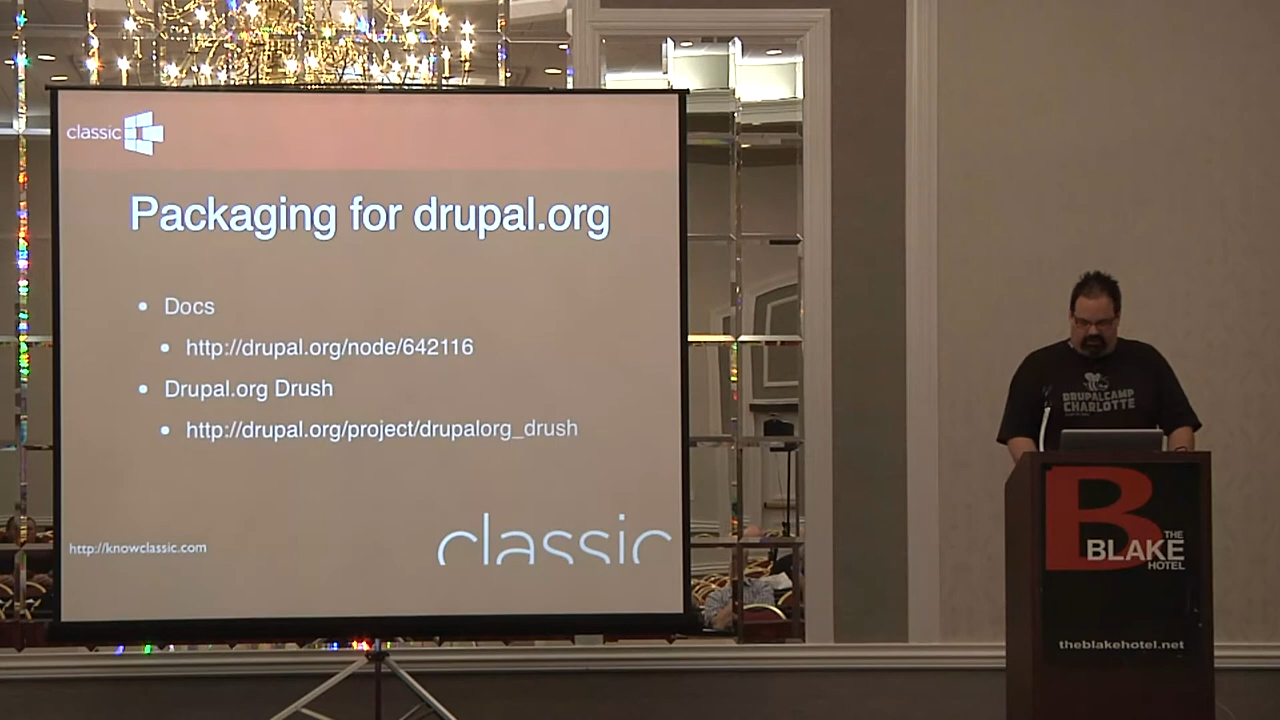 classic
Packaging for drupal.org
• Docs
• http://drupal.org/node/642116
• Drupal.org Drush
• http://drupal.org/project/drupalorg_drush
http://knowclassic.com
classic
DRUPALCAMP
CHARLOTTE
B
THE
BLAKE
HOTEL
theblakehotel.net